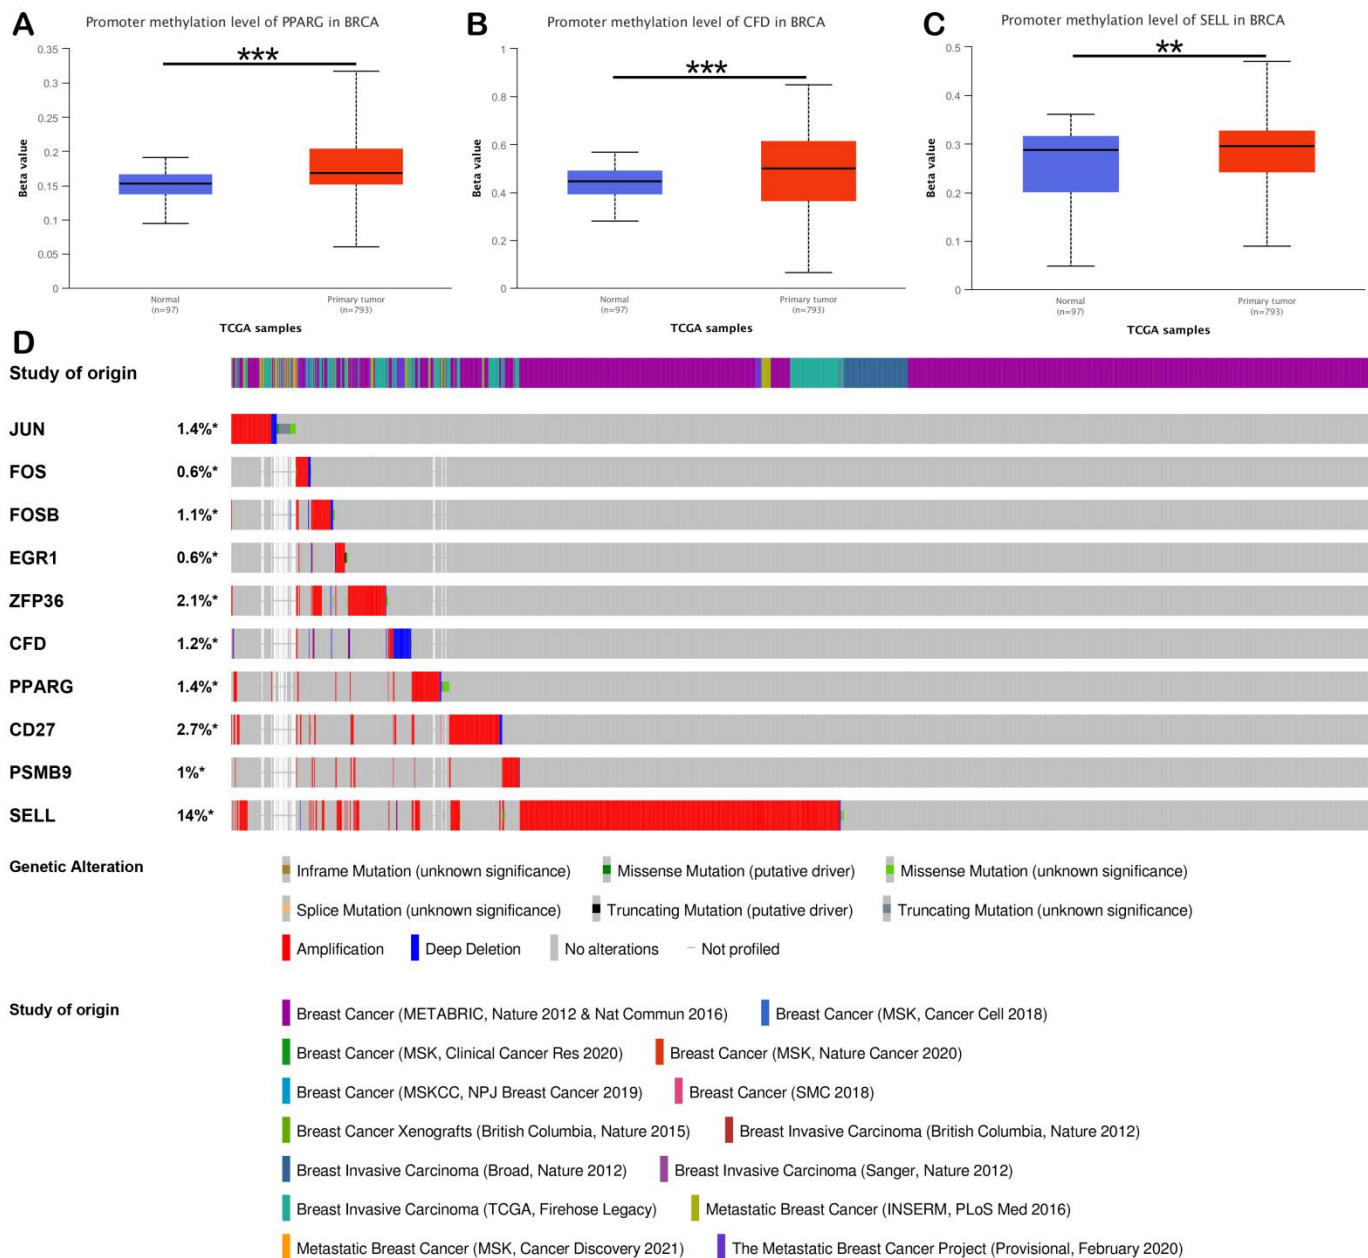 A
Promoter methylation level of PPARG in BRCA
***
0.35
0.3
0.25
0.2
0.15
0.1
0.05
0
Beta value
Normal
(n=97)
Primary tumor
(n=793)
TCGA samples
B
Promoter methylation level of CFD in BRCA
***
1
0.8
0.6
0.4
0.2
0
Beta value
Normal
(n=97)
Primary tumor
(n=793)
C
Promoter methylation level of SELL in BRCA
**
0.5
0.4
0.3
0.2
0.1
0
Beta value
Normal
(n=97)
Primary tumor
(n=793)
TCGA samples
D
Study of origin
JUN 1.4%*
FOS 0.6%*
FOSB 1.1%*
EGR1 0.6%*
ZFP36 2.1%*
CFD 1.2%*
PPARG 1.4%*
CD27 2.7%*
PSMB9 1%*
SELL 14%*
Genetic Alteration
Inframe Mutation (unknown significance) Missense Mutation (putative driver) Missense Mutation (unknown significance)
Splice Mutation (unknown significance) Truncating Mutation (putative driver) Truncating Mutation (unknown significance)
Amplification Deep Deletion No alterations Not profiled
Study of origin
Breast Cancer (METABRIC, Nature 2012 & Nat Commun 2016) Breast Cancer (MSK, Cancer Cell 2018)
Breast Cancer (MSK, Clinical Cancer Res 2020) Breast Cancer (MSK, Nature Cancer 2020)
Breast Cancer (MSKCC, NPJ Breast Cancer 2019) Breast Cancer (SMC 2018)
Breast Cancer Xenografts (British Columbia, Nature 2015) Breast Invasive Carcinoma (British Columbia, Nature 2012)
Breast Invasive Carcinoma (Broad, Nature 2012) Breast Invasive Carcinoma (Sanger, Nature 2012)
Breast Invasive Carcinoma (TCGA, Firehose Legacy) Metastatic Breast Cancer (INSERM, PLoS Med 2016)
Metastatic Breast Cancer (MSK, Cancer Discovery 2021) The Metastatic Breast Cancer Project (Provisional, February 2020)